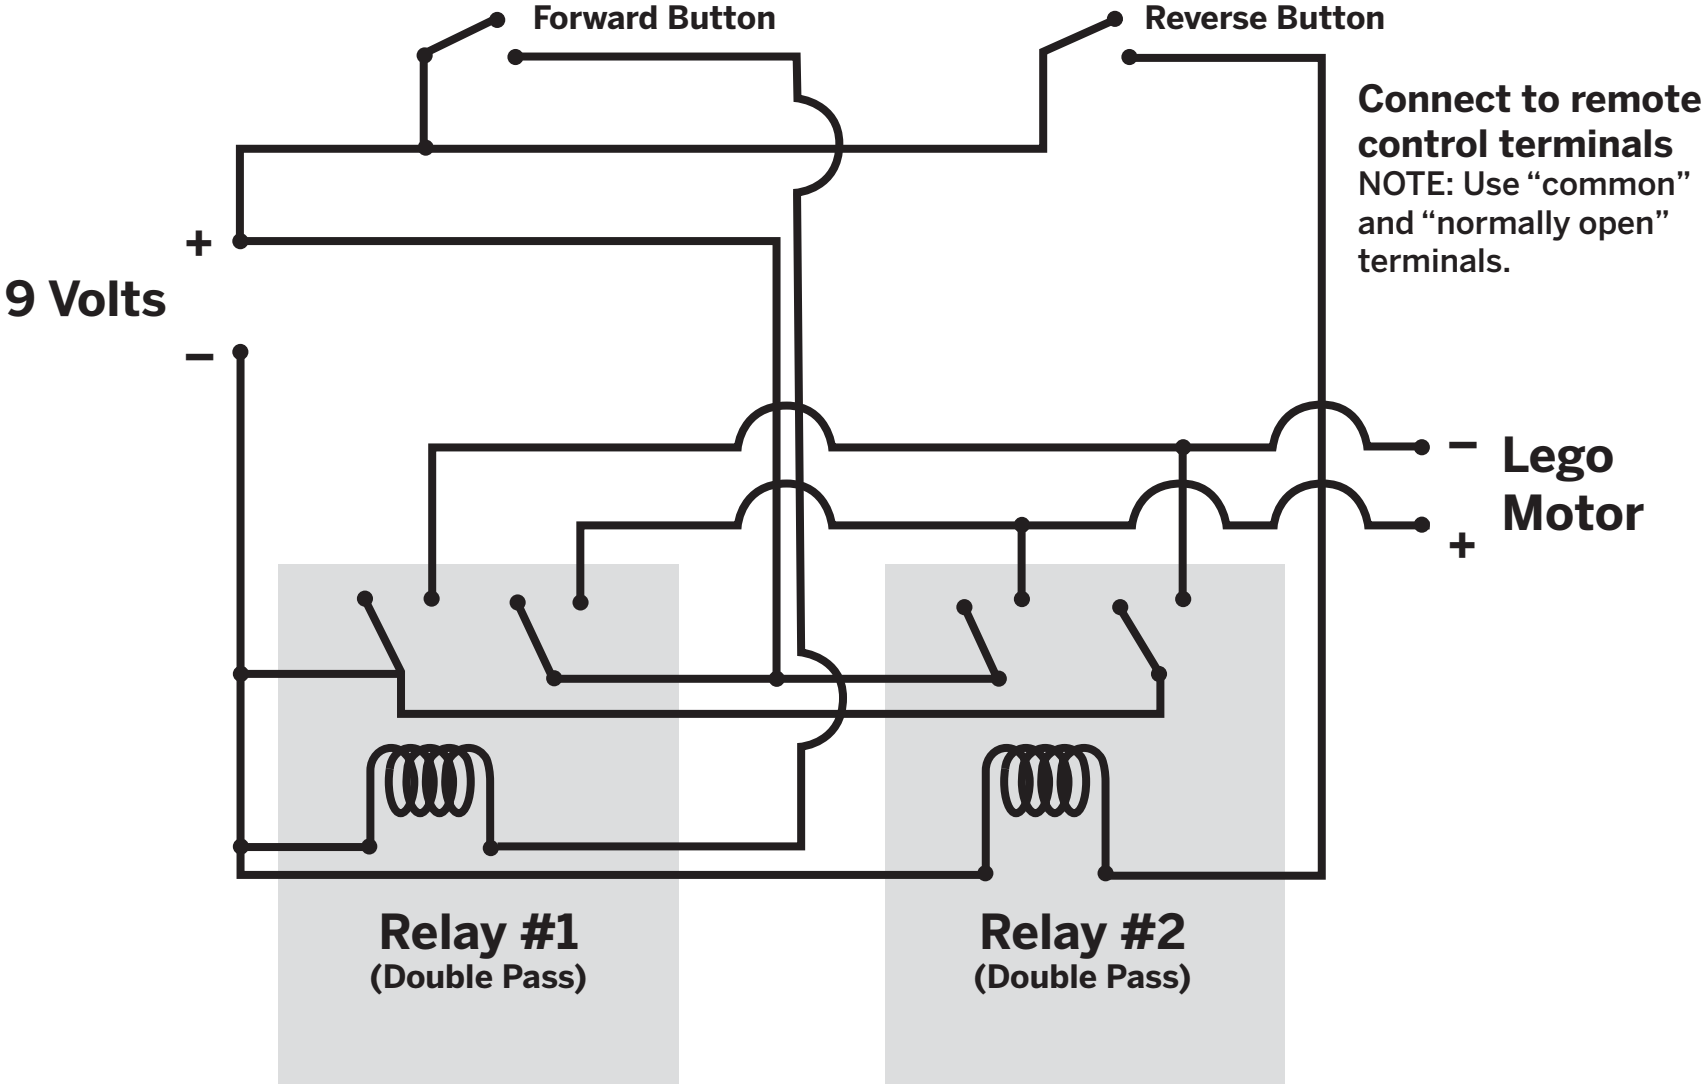 Forward Button
Reverse Button
Connect to remote
control terminals
NOTE: Use “common”
and “normally open”
terminals.
+
9 Volts
–
– Lego
Motor
+
Relay #1
(Double Pass)
Relay #2
(Double Pass)